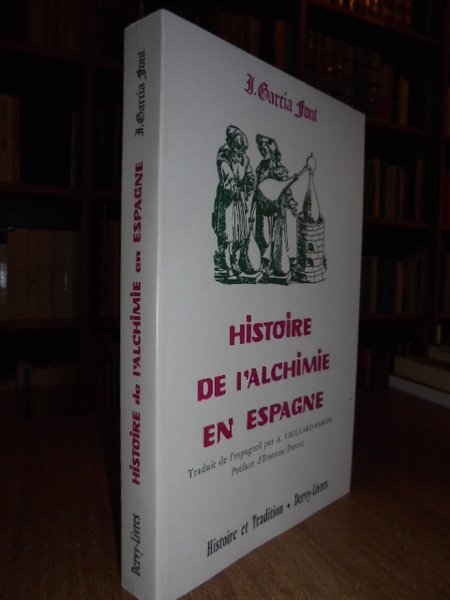 J. Garcia Font
HISTOIRE
DE L'ALCHIMIE
EN ESPAGNE
Traduit de l'espagnol par A. VIEILLARD-BARON
Préface d'Etienne Perrot
Histoire et Tradition • Dervy-Livres
J. Garcia Font
HISTOIRE de l'ALCHIMIE en ESPAGNE
Dervy-Livres